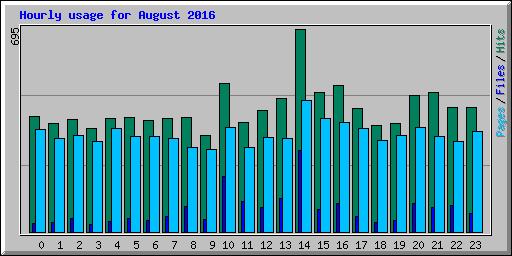 Hourly usage for August 2016
695
Pages / Files / Hits
0 1 2 3 4 5 6 7 8 9 10 11 12 13 14 15 16 17 18 19 20 21 22 23